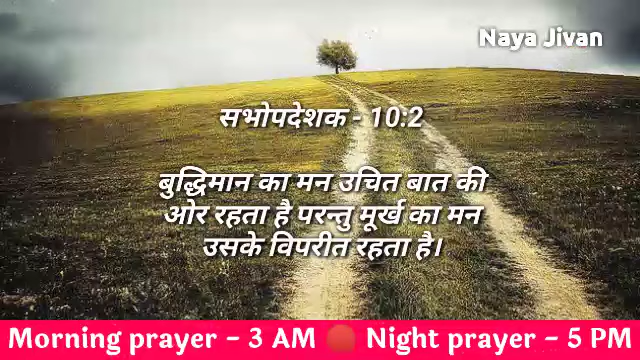 Naya Jivan
सभोपदेशक - 10:2
बुद्धिमान का मन उचित बात की
ओर रहता है परन्तु मूर्ख का मन
उसके विपरीत रहता है।
Morning prayer - 3 AM 🔴 Night prayer - 5 PM